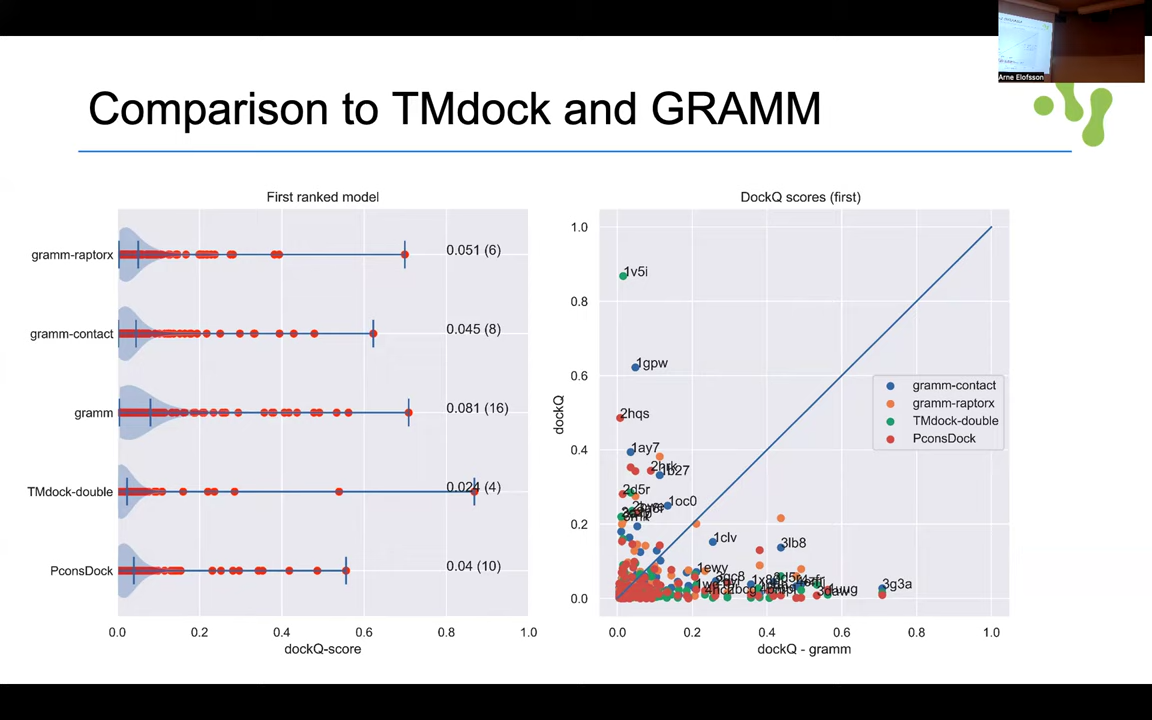 Arne Elofsson
Comparison to TMdock and GRAMM
First ranked model
gramm-raptorx
0.051 (6)
gramm-contact
0.045 (8)
gramm
0.081 (16)
TMdock-double
0.024 (4)
PconsDock
0.04 (10)
0.0 0.2 0.4 0.6 0.8 1.0
dockQ-score
DockQ scores (first)
1.0
0.8
0.6
0.4
0.2
0.0
dockQ
1v5i
1gpw
2hqs
1ay7
1b27
2d5r
1oc0
1clv
3lb8
1ewy
3g3a
gramm-contact
gramm-raptorx
TMdock-double
PconsDock
0.0 0.2 0.4 0.6 0.8 1.0
dockQ - gramm